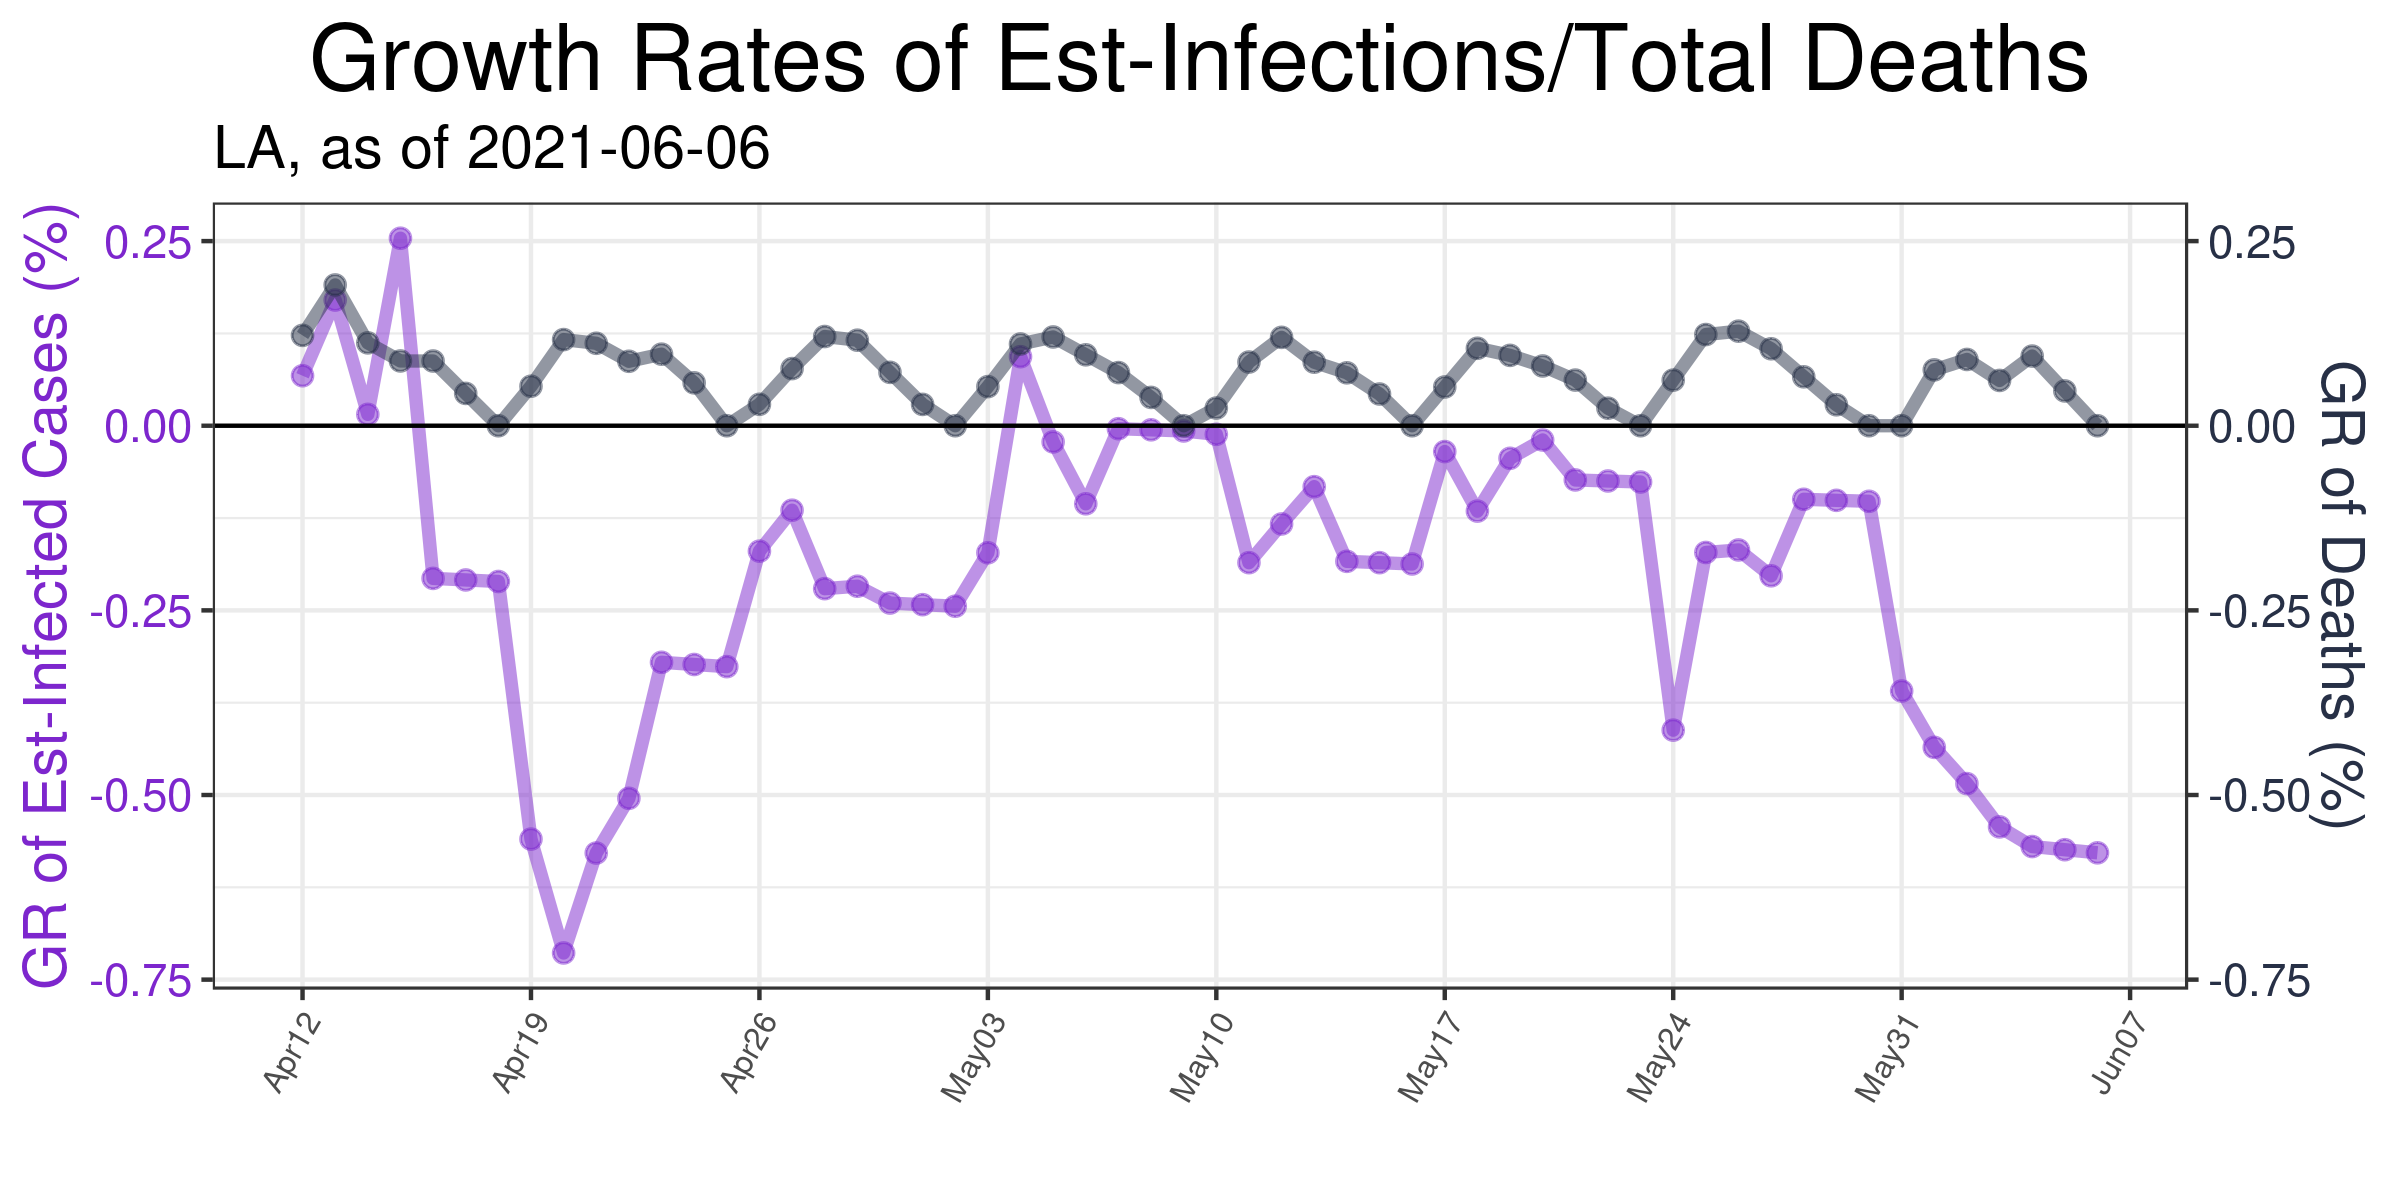 Growth Rates of Est-Infections/Total Deaths
LA, as of 2021-06-06
GR of Est-Infected Cases (%)
0.25
0.00
-0.25
-0.50
-0.75
0.25
0.00
-0.25
-0.50
-0.75
GR of Deaths (%)
Apr12
Apr19
Apr26
May03
May10
May17
May24
May31
Jun07